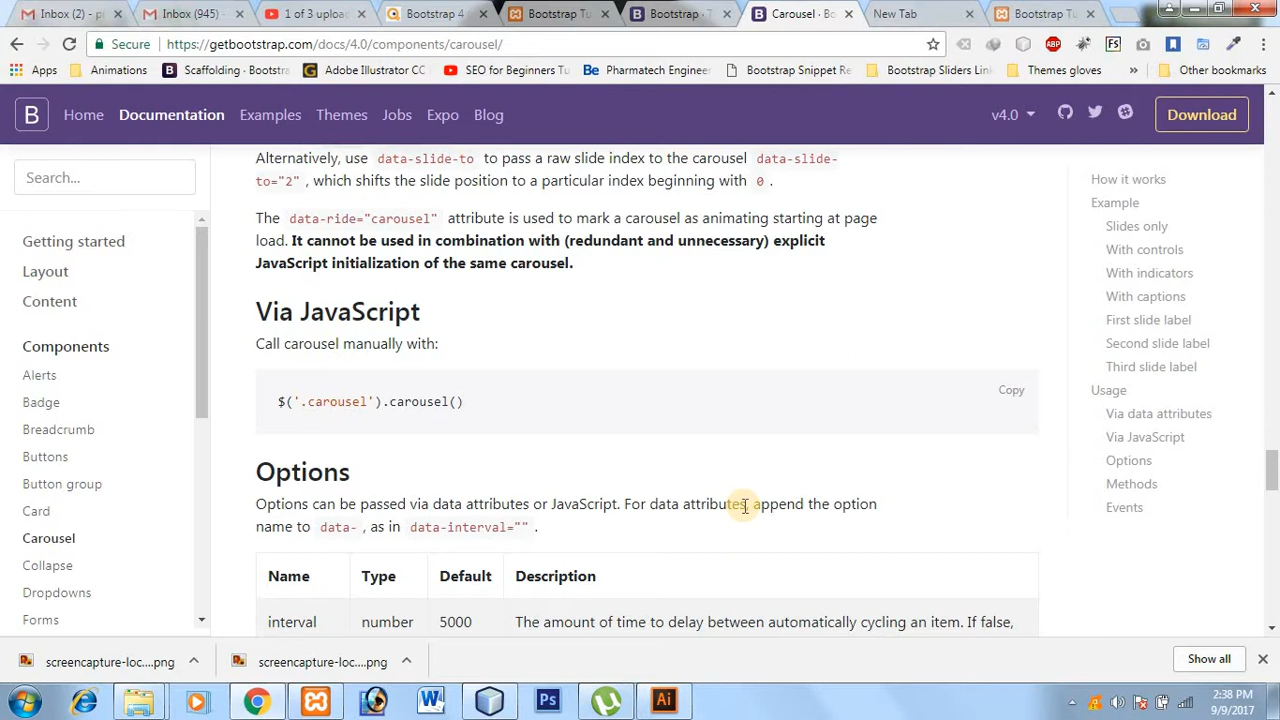 Inbox (2) - p
Inbox (945) -
1 of 3 upload
Bootstrap 4
Bootstrap Tu
Bootstrap · T
Carousel · Bo
New Tab
Bootstrap Tu
Secure
https://getbootstrap.com/docs/4.0/components/carousel/
Apps
Animations
Scaffolding · Bootstra
Adobe Illustrator CC
SEO for Beginners Tu
Pharmatech Enginee
Bootstrap Snippet Re
Bootstrap Sliders Lin
Themes gloves
»
Other bookmarks
B
Home
Documentation
Examples
Themes
Jobs
Expo
Blog
v4.0
Download
Search...
Getting started
Layout
Content
Components
Alerts
Badge
Breadcrumb
Buttons
Button group
Card
Carousel
Collapse
Dropdowns
Forms
Alternatively, use data-slide-to to pass a raw slide index to the carousel data-slide-
to="2" , which shifts the slide position to a particular index beginning with 0 .
The data-ride="carousel" attribute is used to mark a carousel as animating starting at page
load. It cannot be used in combination with (redundant and unnecessary) explicit
JavaScript initialization of the same carousel.
Via JavaScript
Call carousel manually with:
Copy
$('.carousel').carousel()
Options
Options can be passed via data attributes or JavaScript. For data attributes, append the option
name to data- , as in data-interval="" .
Name Type Default Description
interval number 5000 The amount of time to delay between automatically cycling an item. If false,
How it works
Example
Slides only
With controls
With indicators
With captions
First slide label
Second slide label
Third slide label
Usage
Via data attributes
Via JavaScript
Options
Methods
Events
screencapture-loc....png
screencapture-loc....png
Show all
W
Ps
Ai
2:38 PM
9/9/2017